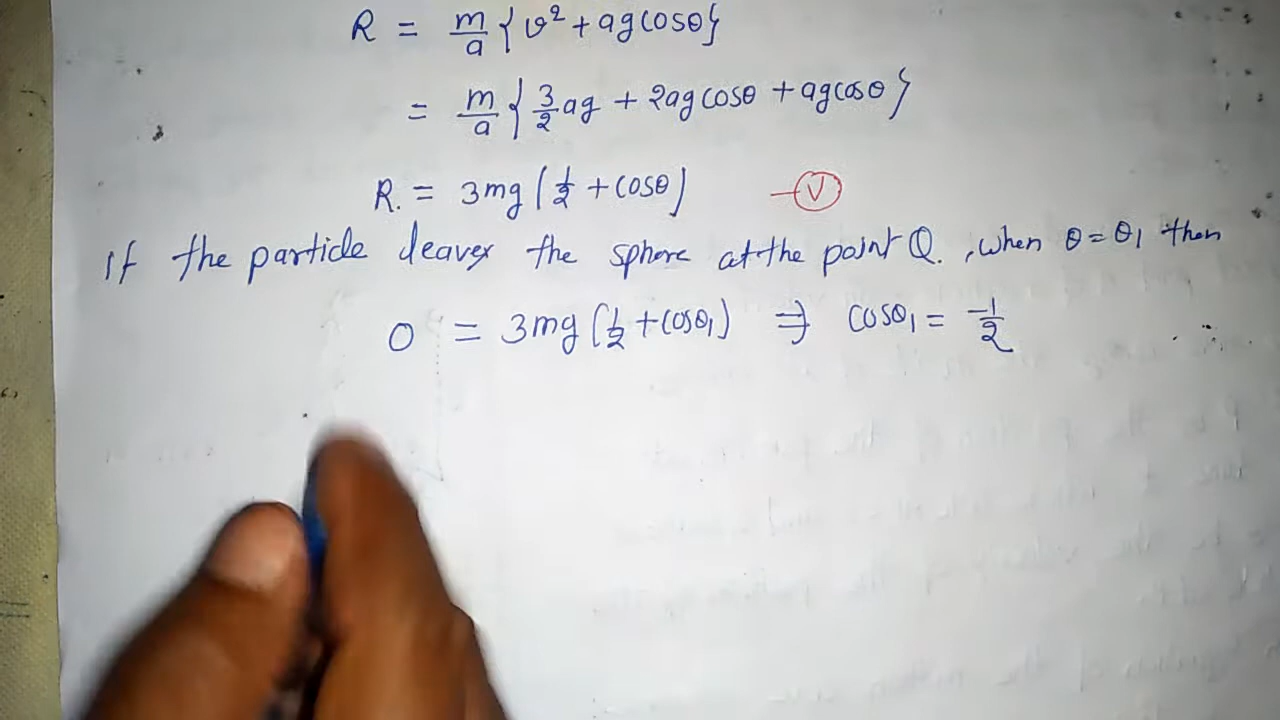 R = m/a {v² + ag cosθ}
= m/a {3/2 ag + 2ag cosθ + ag cosθ}
R. = 3mg (1/2 + cosθ) —Ⓥ
If the particle leaves the sphere at the point Q. , when θ = θ₁ then
0 = 3mg (1/2 + cosθ₁) ⇒ cosθ₁ = -1/2